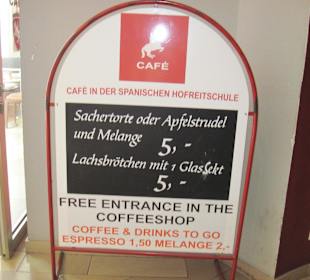 CAFÉ
CAFÉ IN DER SPANISCHEN HOFREITSCHULE
Sachertorte oder Apfelstrudel
und Melange 5,-
Lachsbrötchen mit 1 Glas Sekt
5,-
FREE ENTRANCE IN THE
COFFEESHOP
COFFEE & DRINKS TO GO
ESPRESSO 1,50 MELANGE 2,-